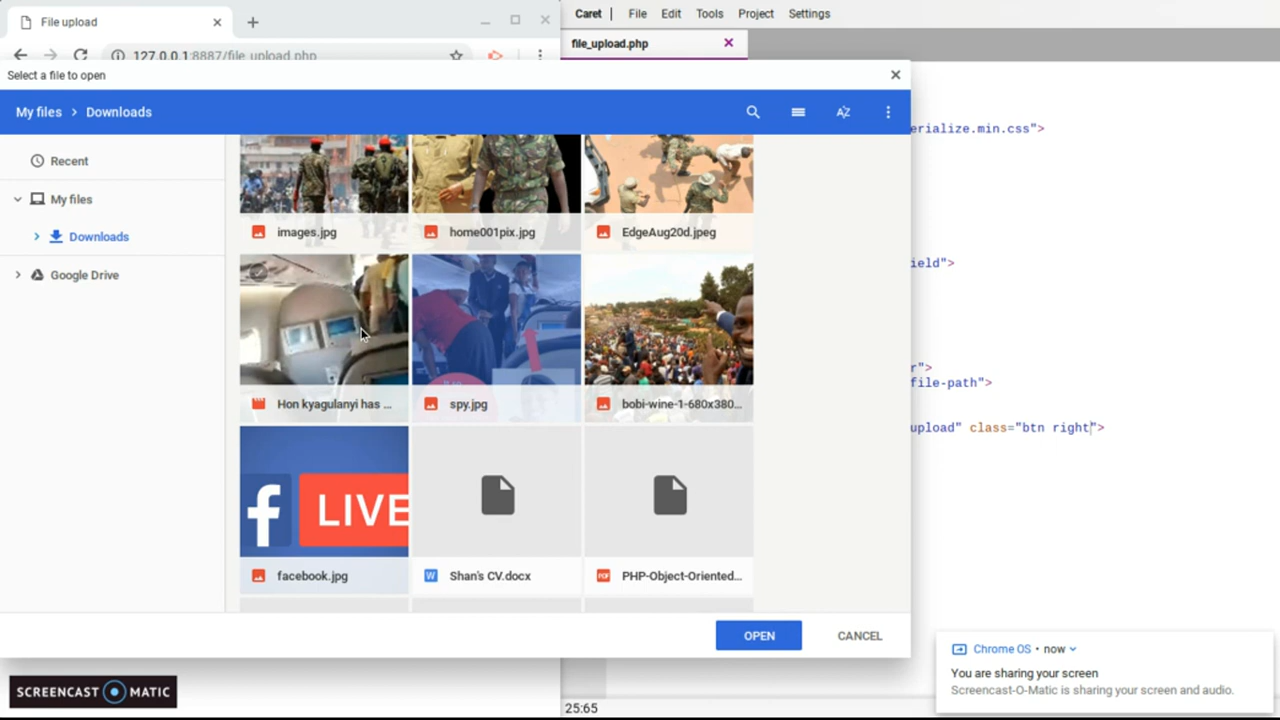 File upload
127.0.0.1:8887/file_upload.php
Caret
File Edit Tools Project Settings
file_upload.php
Select a file to open
My files > Downloads
Recent
My files
Downloads
Google Drive
images.jpg
home001pix.jpg
EdgeAug20d.jpeg
Hon kyagulanyi has ...
spy.jpg
bobi-wine-1-680x380...
f LIVE
facebook.jpg
W Shan's CV.docx
PDF PHP-Object-Oriented...
OPEN CANCEL
erialize.min.css">
ield">
r">
file-path">
upload" class="btn right">
Chrome OS • now
You are sharing your screen
Screencast-O-Matic is sharing your screen and audio.
SCREENCAST MATIC
25:65